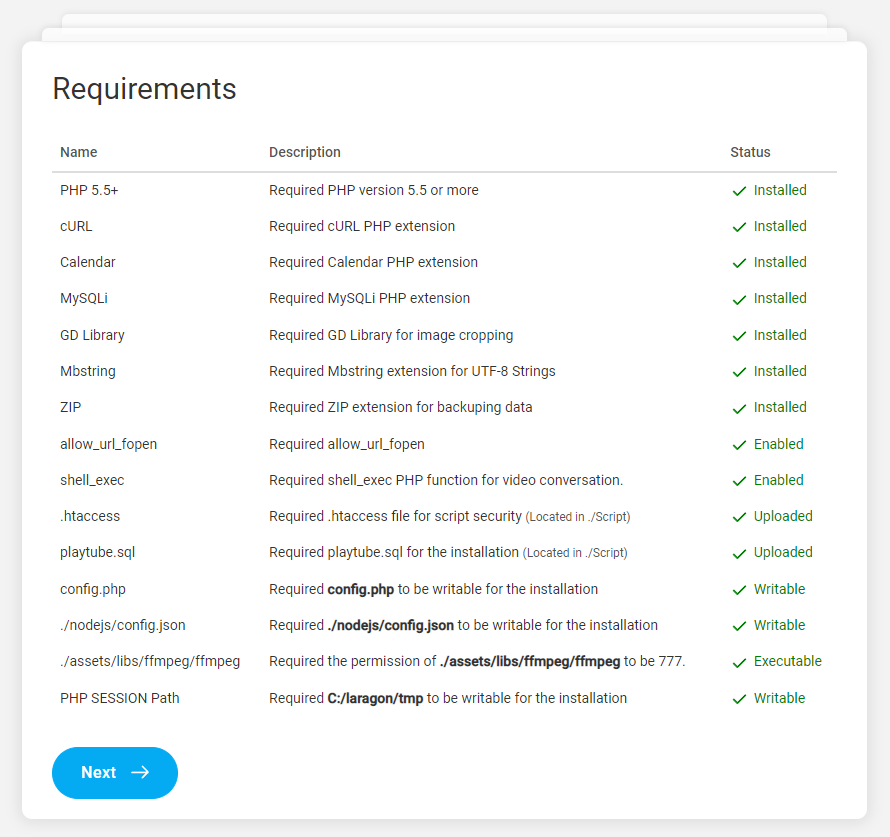 Requirements
Name Description Status
PHP 5.5+ Required PHP version 5.5 or more Installed
cURL Required cURL PHP extension Installed
Calendar Required Calendar PHP extension Installed
MySQLi Required MySQLi PHP extension Installed
GD Library Required GD Library for image cropping Installed
Mbstring Required Mbstring extension for UTF-8 Strings Installed
ZIP Required ZIP extension for backuping data Installed
allow_url_fopen Required allow_url_fopen Enabled
shell_exec Required shell_exec PHP function for video conversation. Enabled
.htaccess Required .htaccess file for script security (Located in ./Script) Uploaded
playtube.sql Required playtube.sql for the installation (Located in ./Script) Uploaded
config.php Required config.php to be writable for the installation Writable
./nodejs/config.json Required ./nodejs/config.json to be writable for the installation Writable
./assets/libs/ffmpeg/ffmpeg Required the permission of ./assets/libs/ffmpeg/ffmpeg to be 777. Executable
PHP SESSION Path Required C:/laragon/tmp to be writable for the installation Writable
Next